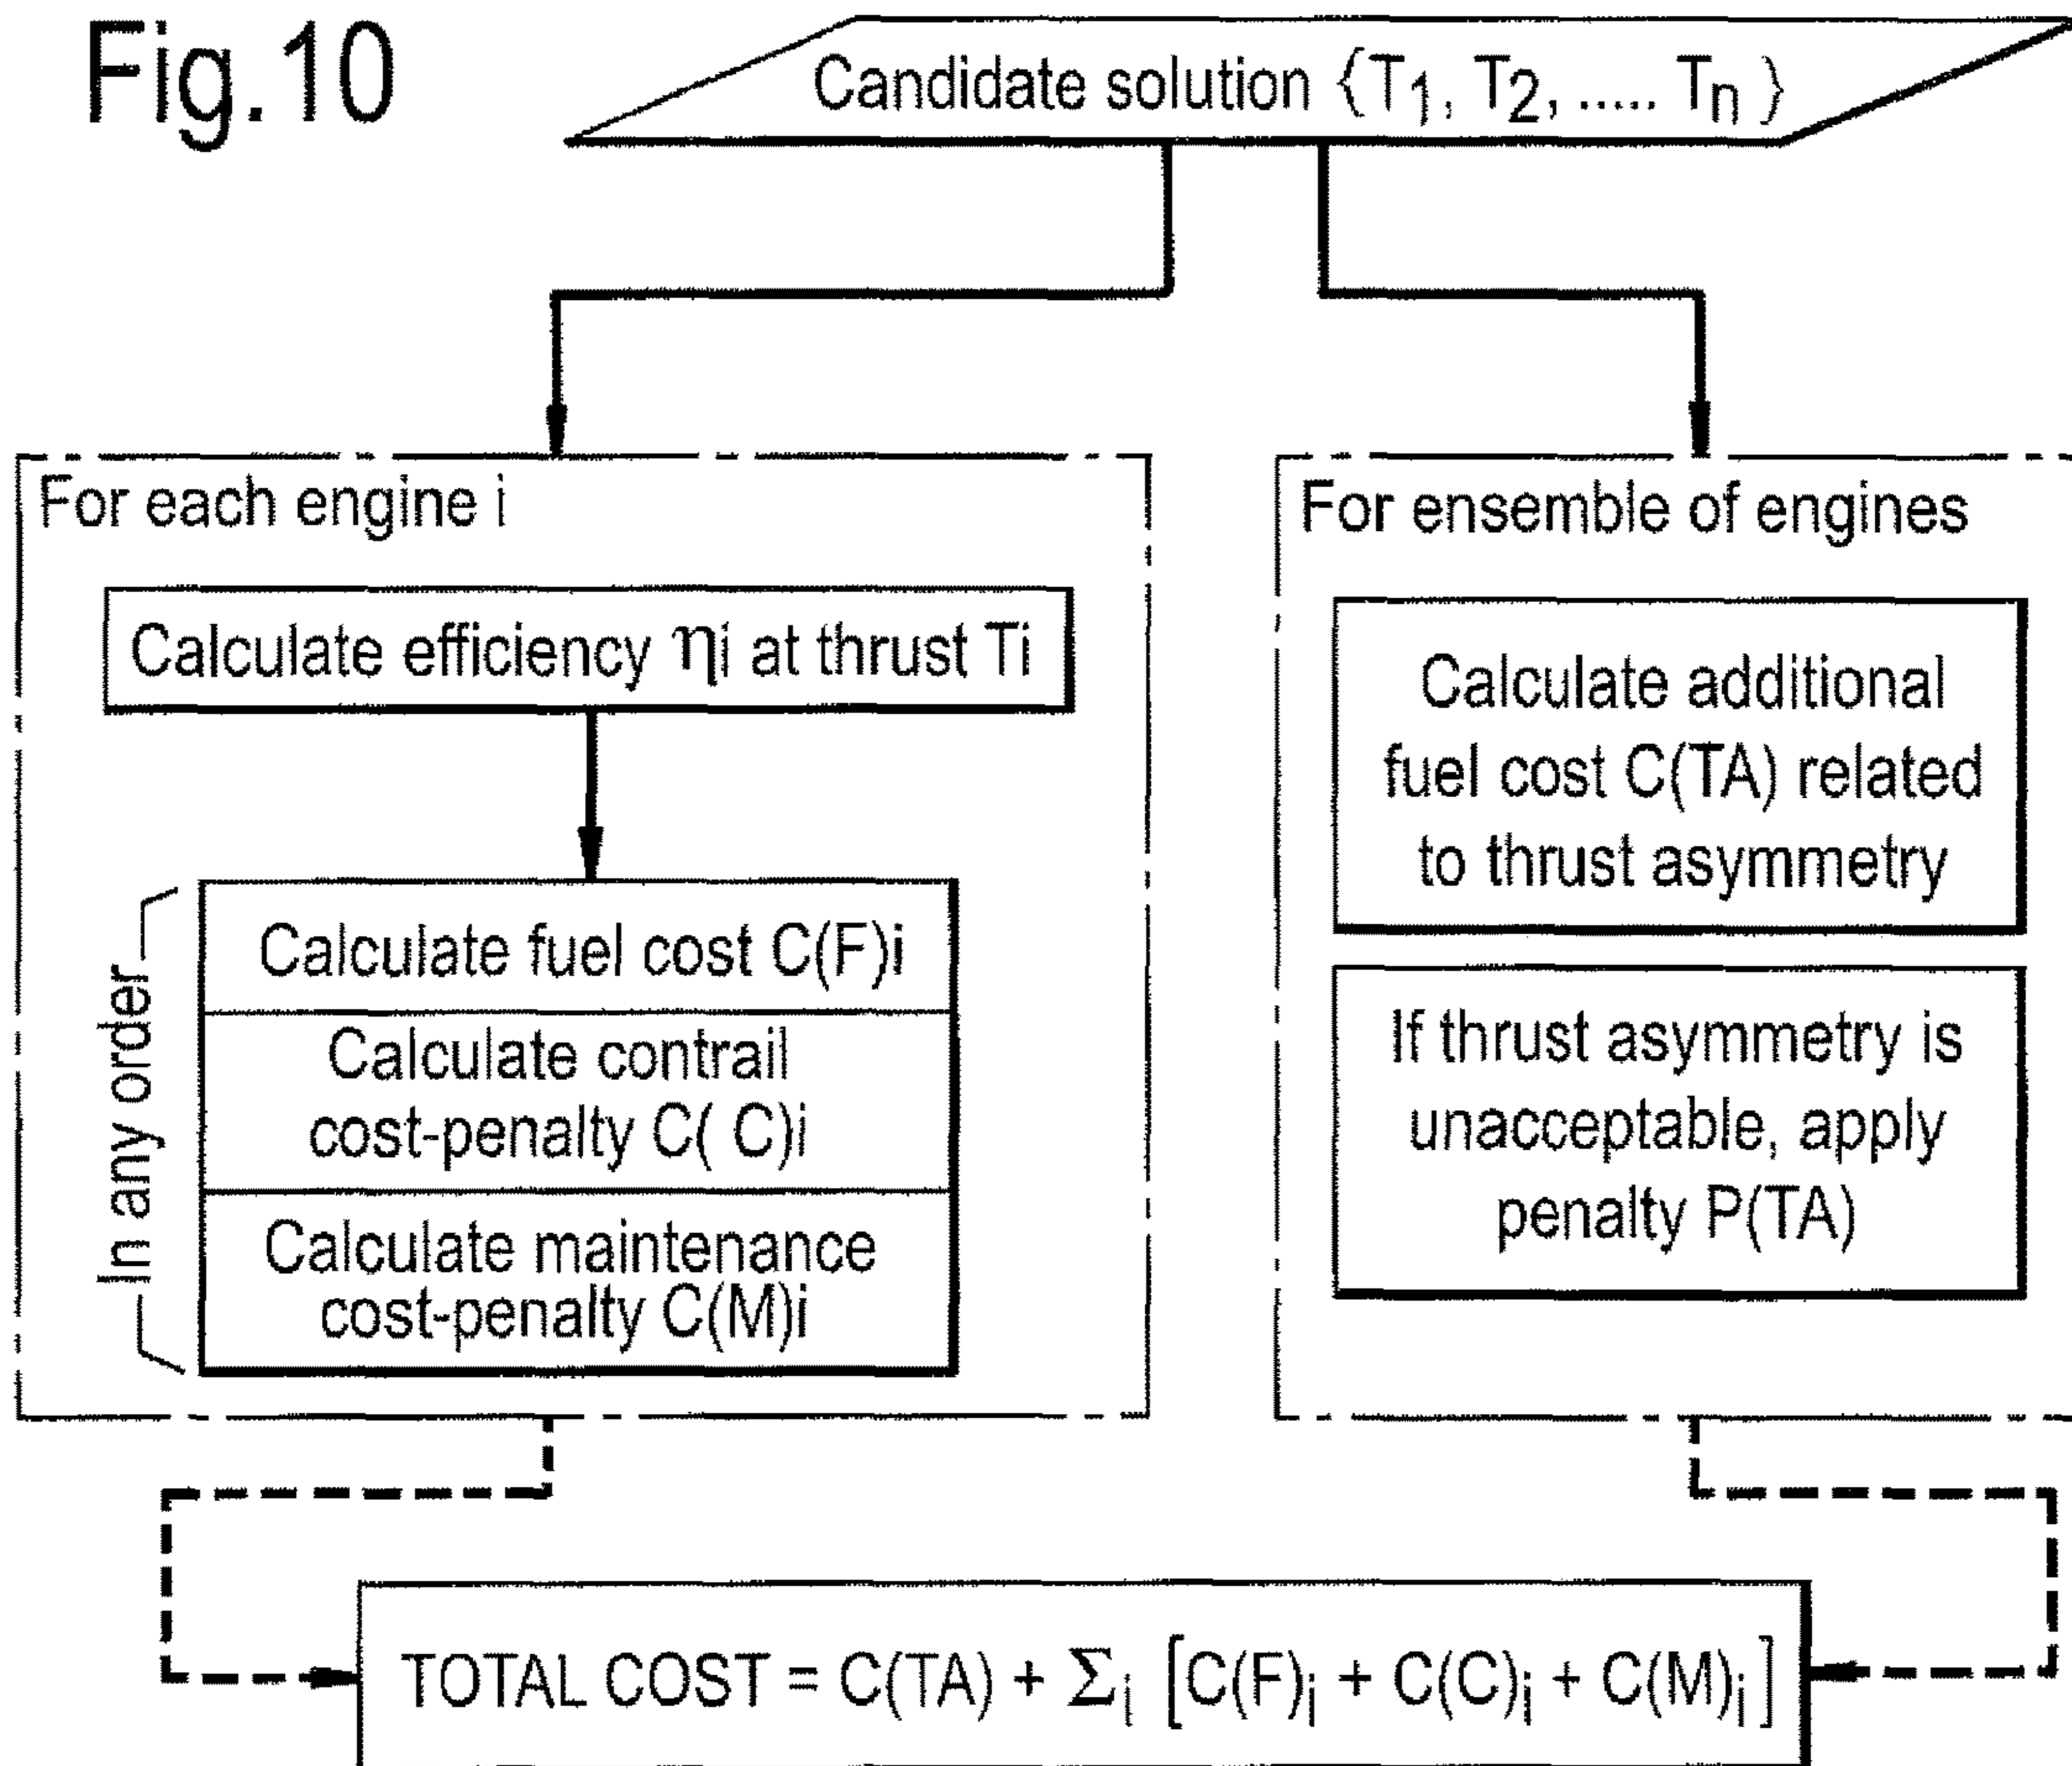 Fig.10
Candidate solution {T1, T2, ..... Tn }
For each engine i
Calculate efficiency ηi at thrust Ti
In any order
Calculate fuel cost C(F)i
Calculate contrail
cost-penalty C( C)i
Calculate maintenance
cost-penalty C(M)i
For ensemble of engines
Calculate additional
fuel cost C(TA) related
to thrust asymmetry
If thrust asymmetry is
unacceptable, apply
penalty P(TA)
TOTAL COST = C(TA) + Σi [C(F)i + C(C)i + C(M)i]